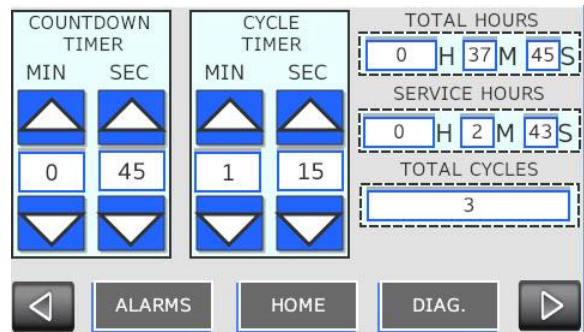 COUNTDOWN
TIMER
MIN SEC
0 45
CYCLE
TIMER
MIN SEC
1 15
TOTAL HOURS
0 H 37 M 45 S
SERVICE HOURS
0 H 2 M 43 S
TOTAL CYCLES
3
ALARMS HOME DIAG.